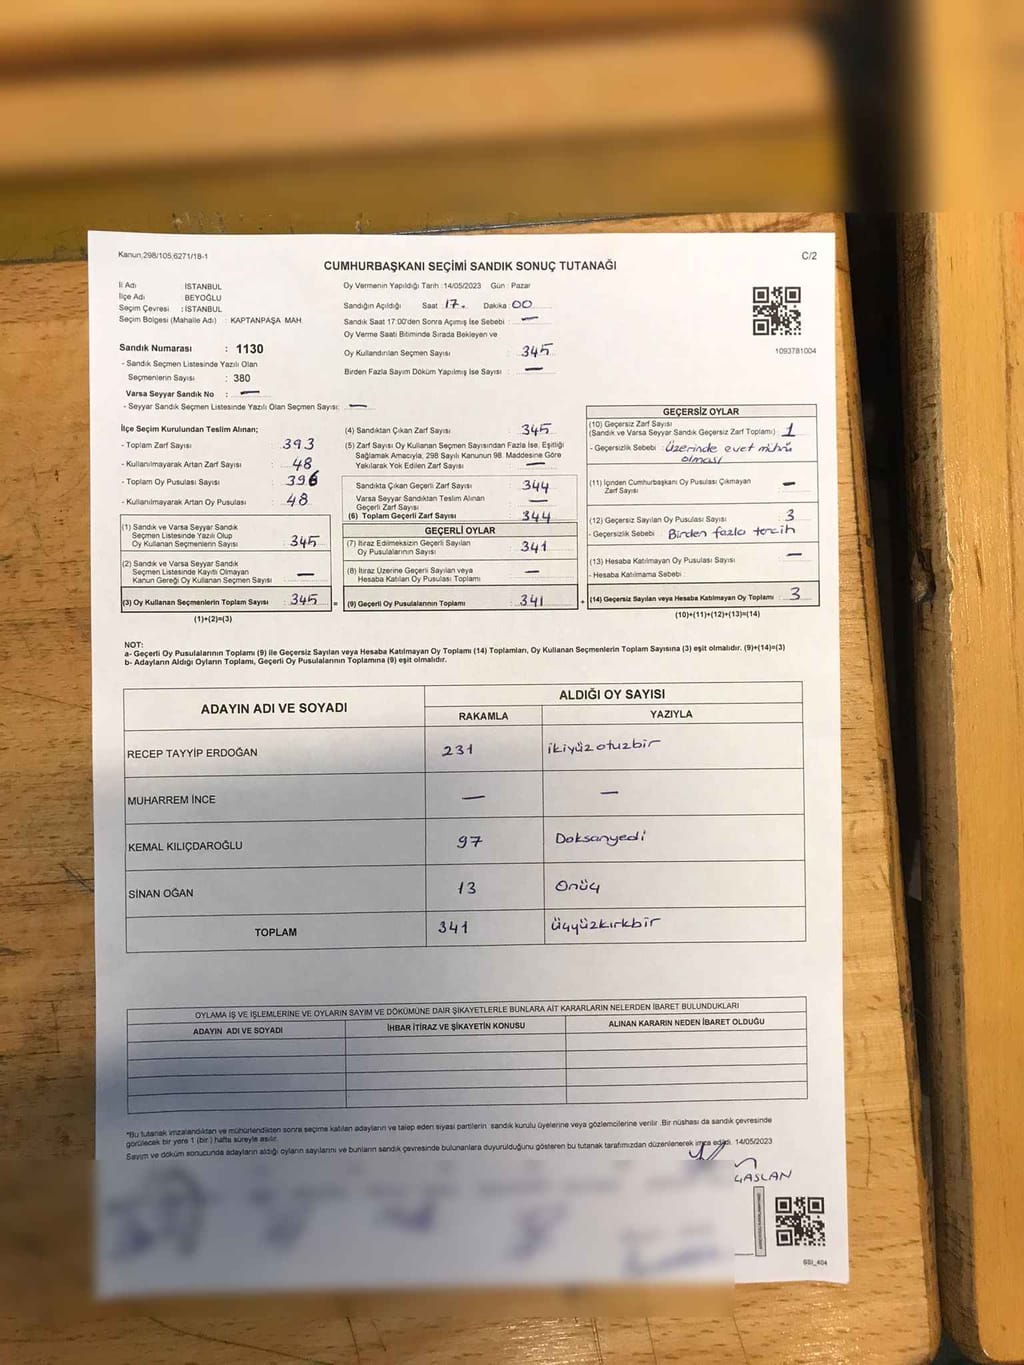 Kanun;298/105,6271/18-1
C/2
CUMHURBAŞKANI SEÇİMİ SANDIK SONUÇ TUTANAĞI
İl Adı : İSTANBUL
İlçe Adı : BEYOĞLU
Seçim Çevresi : İSTANBUL
Seçim Bölgesi (Mahalle Adı) : KAPTANPAŞA MAH.
Sandık Numarası : 1130
- Sandık Seçmen Listesinde Yazılı Olan
Seçmenlerin Sayısı : 380
Varsa Seyyar Sandık No : —
- Seyyar Sandık Seçmen Listesinde Yazılı Olan Seçmen Sayısı: —
Oy Vermenin Yapıldığı Tarih :14/05/2023 Gün : Pazar
Sandığın Açıldığı Saat 17. Dakika 00
Sandık Saat 17:00'den Sonra Açımış İse Sebebi : —
Oy Verme Saati Bitiminde Sırada Bekleyen ve
Oy Kullandırılan Seçmen Sayısı : 345
Birden Fazla Sayım Döküm Yapılmış İse Sayısı : —
1093781004
İlçe Seçim Kurulundan Teslim Alınan;
- Toplam Zarf Sayısı : 393
- Kullanılmayarak Artan Zarf Sayısı : 48
- Toplam Oy Pusulası Sayısı : 396
- Kullanılmayarak Artan Oy Pusulası : 48
(1) Sandık ve Varsa Seyyar Sandık
Seçmen Listesinde Yazılı Olup
Oy Kullanan Seçmenlerin Sayısı : 345
(2) Sandık ve Varsa Seyyar Sandık
Seçmen Listesinde Kayıtlı Olmayan
Kanun Gereği Oy Kullanan Seçmen Sayısı : —
(3) Oy Kullanan Seçmenlerin Toplam Sayısı : 345 =
(1)+(2)=(3)
(4) Sandıktan Çıkan Zarf Sayısı : 345
(5) Zarf Sayısı Oy Kullanan Seçmen Sayısından Fazla İse, Eşitliği
Sağlamak Amacıyla, 298 Sayılı Kanunun 98. Maddesine Göre
Yakılarak Yok Edilen Zarf Sayısı : —
Sandıkta Çıkan Geçerli Zarf Sayısı : 344
Varsa Seyyar Sandıktan Teslim Alınan
Geçerli Zarf Sayısı : —
(6) Toplam Geçerli Zarf Sayısı : 344
GEÇERLİ OYLAR
(7) İtiraz Edilmeksizin Geçerli Sayılan
Oy Pusulalarının Sayısı : 341
(8) İtiraz Üzerine Geçerli Sayılan veya
Hesaba Katılan Oy Pusulası Toplamı : —
(9) Geçerli Oy Pusulalarının Toplamı : 341 +
GEÇERSİZ OYLAR
(10) Geçersiz Zarf Sayısı
(Sandık ve Varsa Seyyar Sandık Geçersiz Zarf Toplamı) : 1
- Geçersizlik Sebebi : Üzerinde evet mührü
olması
(11) İçinden Cumhurbaşkanı Oy Pusulası Çıkmayan
Zarf Sayısı : —
(12) Geçersiz Sayılan Oy Pusulası Sayısı : 3
- Geçersizlik Sebebi : Birden fazla tercih
(13) Hesaba Katılmayan Oy Pusulası Sayısı : —
- Hesaba Katılmama Sebebi :
(14) Geçersiz Sayılan veya Hesaba Katılmayan Oy Toplamı : 3
(10)+(11)+(12)+(13)=(14)
NOT:
a- Geçerli Oy Pusulalarının Toplamı (9) ile Geçersiz Sayılan veya Hesaba Katılmayan Oy Toplamı (14) Toplamları, Oy Kullanan Seçmenlerin Toplam Sayısına (3) eşit olmalıdır. (9)+(14)=(3)
b- Adayların Aldığı Oyların Toplamı, Geçerli Oy Pusulalarının Toplamına (9) eşit olmalıdır.
ADAYIN ADI VE SOYADI
ALDIĞI OY SAYISI
RAKAMLA YAZIYLA
RECEP TAYYİP ERDOĞAN 231 ikiyüzotuzbir
MUHARREM İNCE — —
KEMAL KILIÇDAROĞLU 97 Doksanyedi
SİNAN OĞAN 13 Onüç
TOPLAM 341 üçyüzkırkbir
OYLAMA İŞ VE İŞLEMLERİNE VE OYLARIN SAYIM VE DÖKÜMÜNE DAİR ŞİKAYETLERLE BUNLARA AİT KARARLARIN NELERDEN İBARET BULUNDUKLARI
ADAYIN ADI VE SOYADI İHBAR İTİRAZ VE ŞİKAYETİN KONUSU ALINAN KARARIN NEDEN İBARET OLDUĞU
"Bu tutanak imzalandıktan ve mühürlendikten sonra seçime katılan adayların ve talep eden siyasi partilerin sandık kurulu üyelerine veya gözlemcilerine verilir .Bir nüshası da sandık çevresinde
görülecek bir yere 1 (bir ) hafta süreyle asılır.
Sayım ve döküm sonucunda adayların aldığı oyların sayılarını ve bunların sandık çevresinde bulunanlara duyurulduğunu gösteren bu tutanak tarafımızdan düzenlenerek imza edildi. 14/05/2023
ASLAN
GSI_404